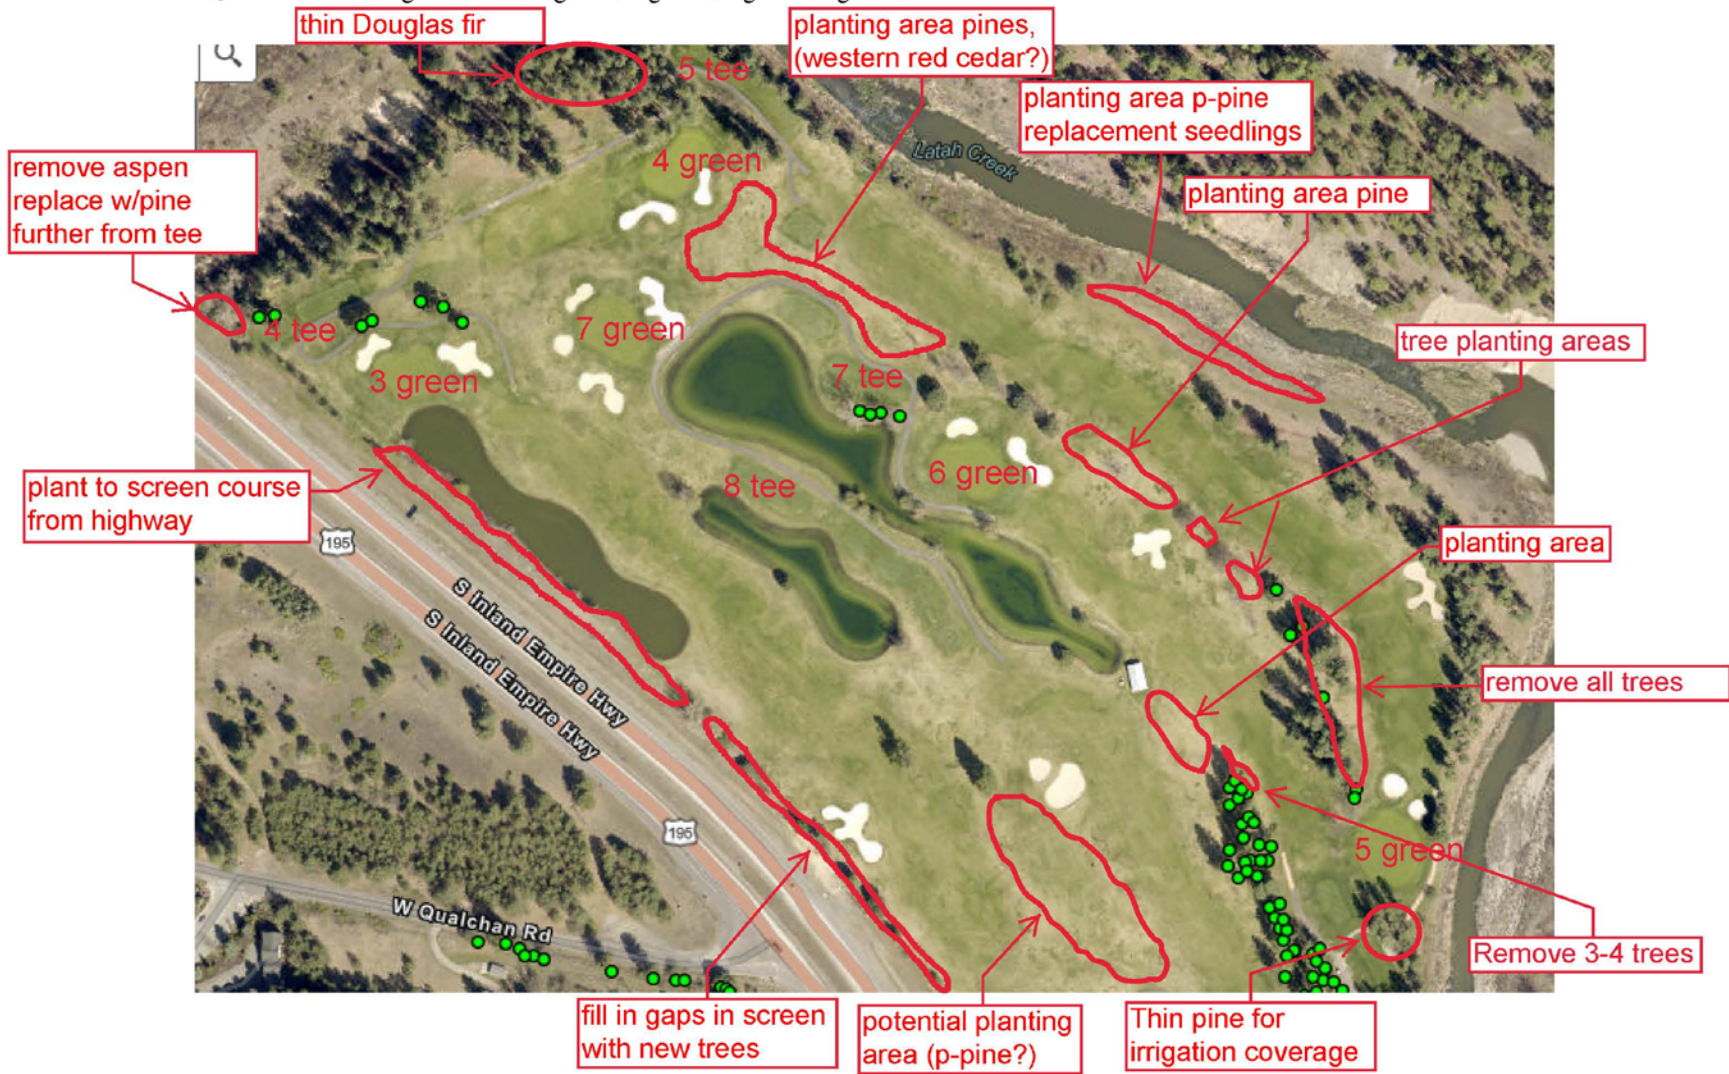 thin Douglas fir
planting area pines,
(western red cedar?)
5 tee
planting area p-pine
replacement seedlings
Latah Creek
4 green
remove aspen
replace w/pine
further from tee
planting area pine
4 tee
7 green
tree planting areas
3 green
7 tee
6 green
8 tee
plant to screen course
from highway
195
planting area
S Inland Empire Hwy
S Inland Empire Hwy
remove all trees
195
5 green
W Qualchan Rd
Remove 3-4 trees
fill in gaps in screen
with new trees
potential planting
area (p-pine?)
Thin pine for
irrigation coverage